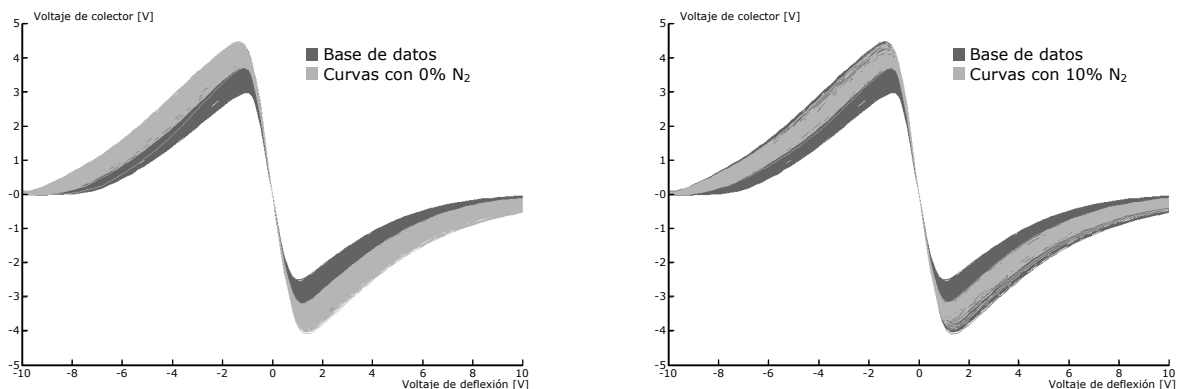 Voltaje de colector [V]
5
4
3
2
1
-0
-1
-2
-3
-4
-5
-10 -8 -6 -4 -2 0 2 4 6 8 10
Voltaje de deflexión [V]
Base de datos
Curvas con 0% N₂
Voltaje de colector [V]
5
4
3
2
1
-0
-1
-2
-3
-4
-5
-10 -8 -6 -4 -2 0 2 4 6 8 10
Voltaje de deflexión [V]
Base de datos
Curvas con 10% N₂